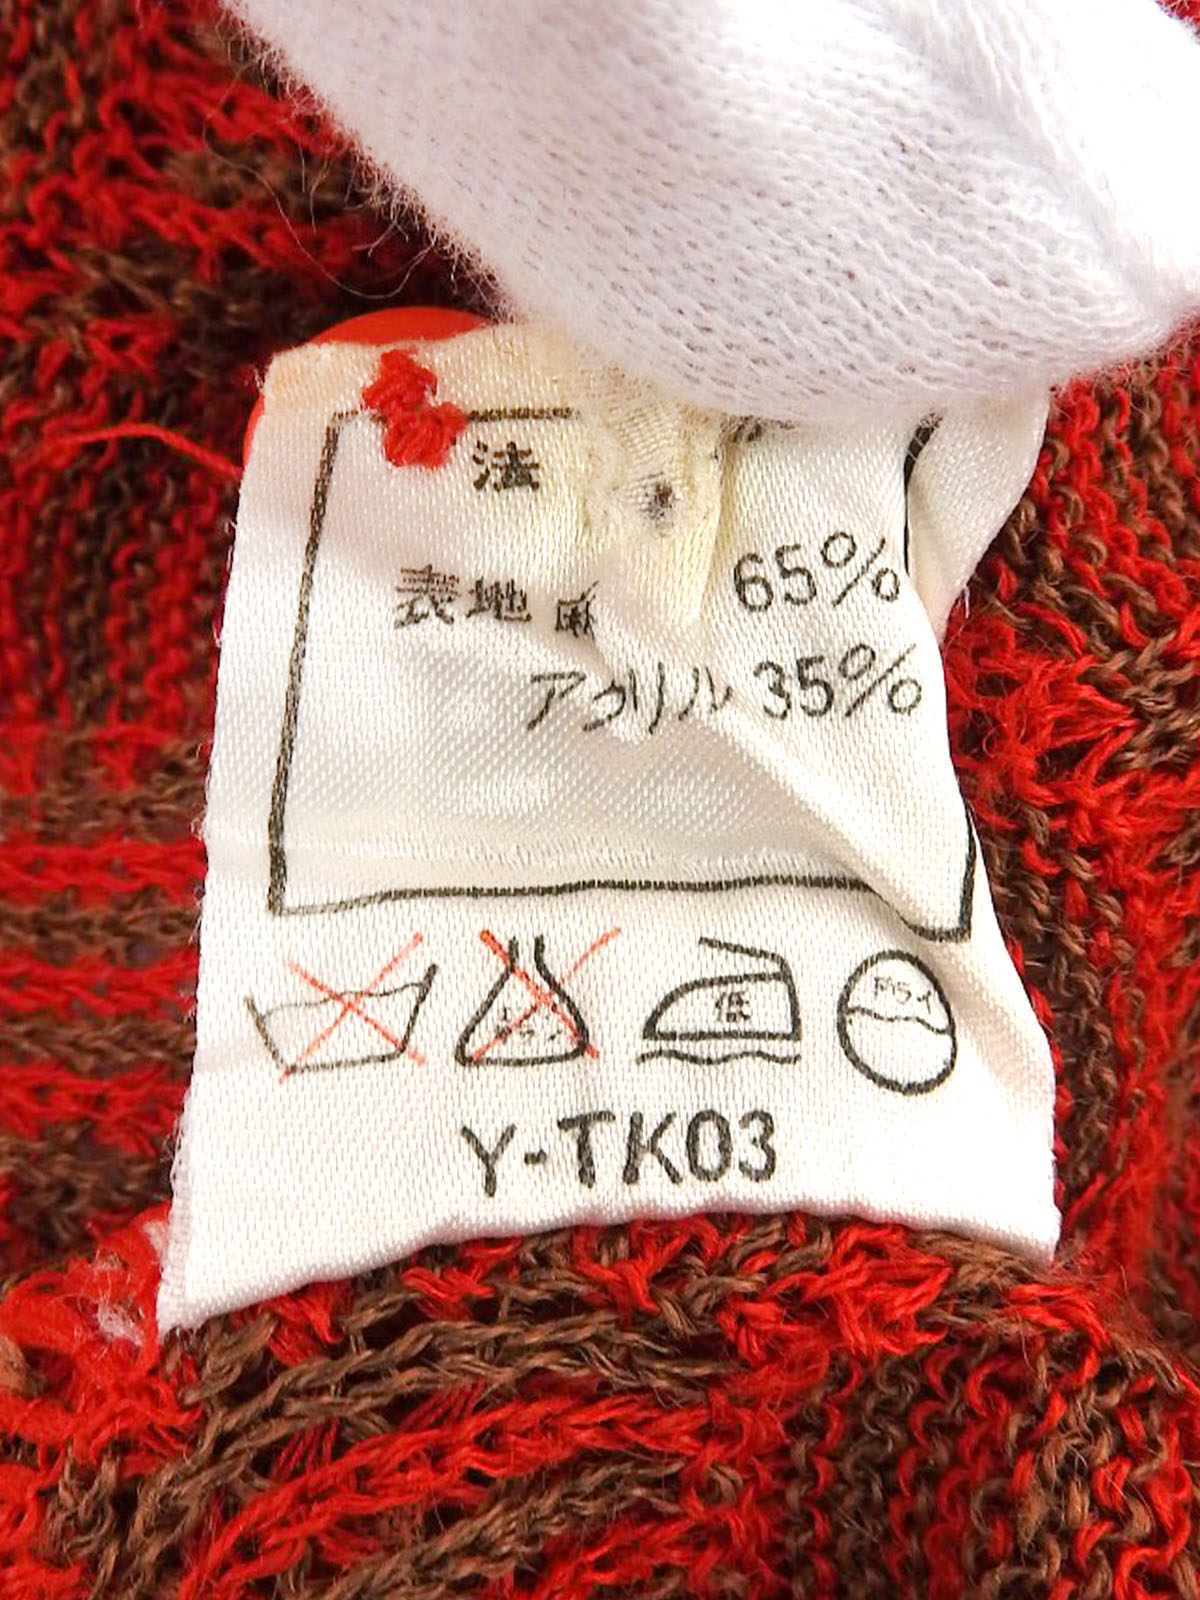 法
表地 麻 65%
アクリル 35%
低
ドライ
Y-TK03